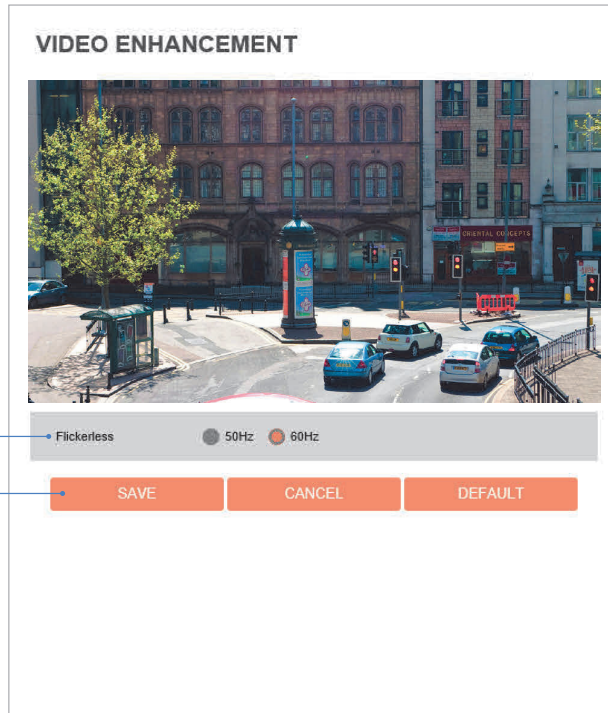 VIDEO ENHANCEMENT
ORIENTAL CONCEPTS
Flickerless 50Hz 60Hz
SAVE CANCEL DEFAULT